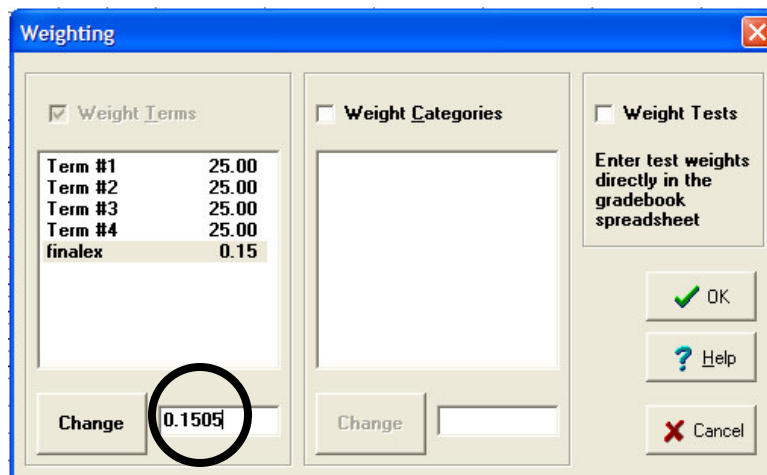 Weighting
Weight Terms
Term #1 25.00
Term #2 25.00
Term #3 25.00
Term #4 25.00
finalex 0.15
Change 0.1505
Weight Categories
Change
Weight Tests
Enter test weights
directly in the
gradebook
spreadsheet
OK
Help
Cancel